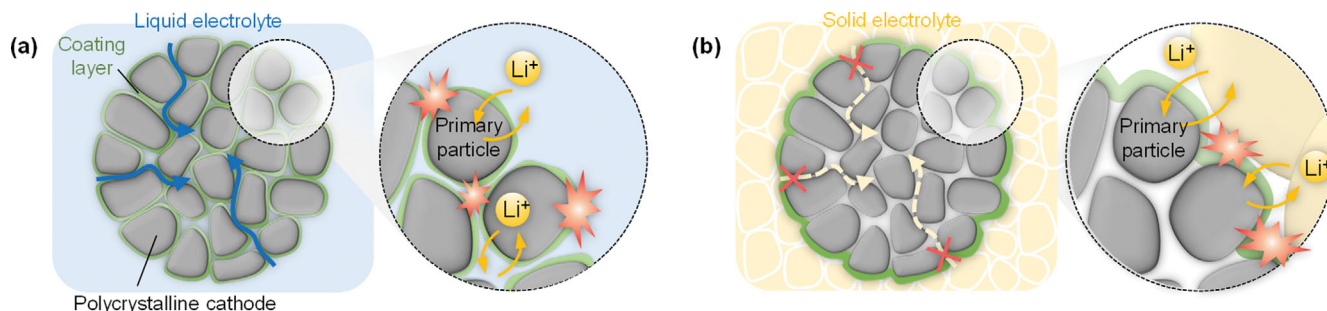 (a)
Liquid electrolyte
Coating
layer
Polycrystalline cathode
Li+
Primary
particle
Li+
(b)
Solid electrolyte
Li+
Primary
particle
Li+